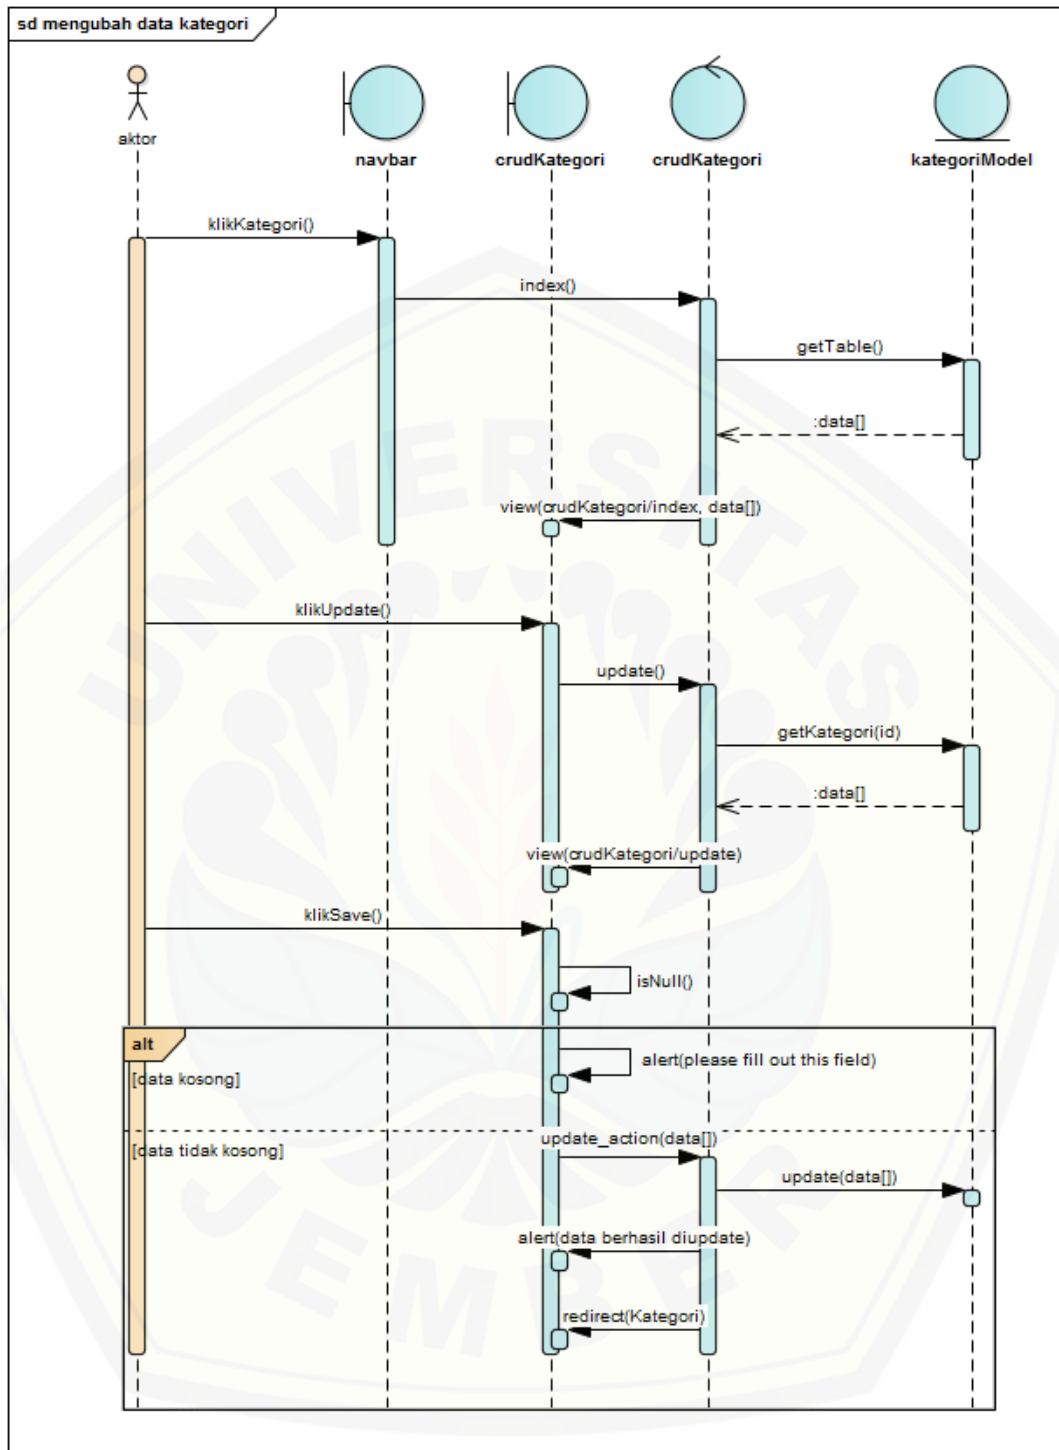 sd mengubah data kategori
aktor
navbar
crudKategori
crudKategori
kategoriModel
klikKategori()
index()
getTable()
:data[]
view(crudKategori/index, data[])
klikUpdate()
update()
getKategori(id)
:data[]
view(crudKategori/update)
klikSave()
isNull()
alt
alert(please fill out this field)
[data kosong]
update_action(data[])
[data tidak kosong]
update(data[])
alert(data berhasil diupdate)
redirect(Kategori)
UNIVERSITAS
JEMBER